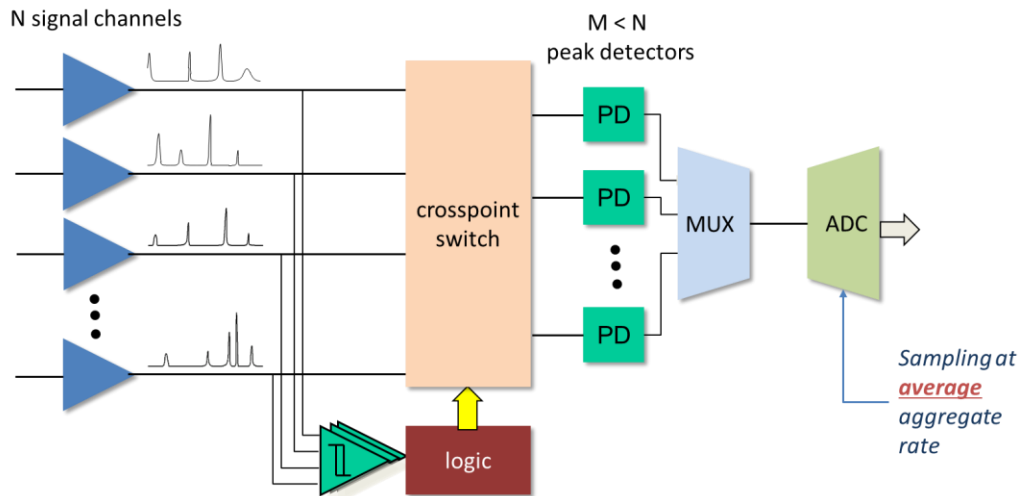 N signal channels
M < N
peak detectors
PD
crosspoint
switch
PD
MUX
ADC
PD
Sampling at
average
aggregate
rate
logic